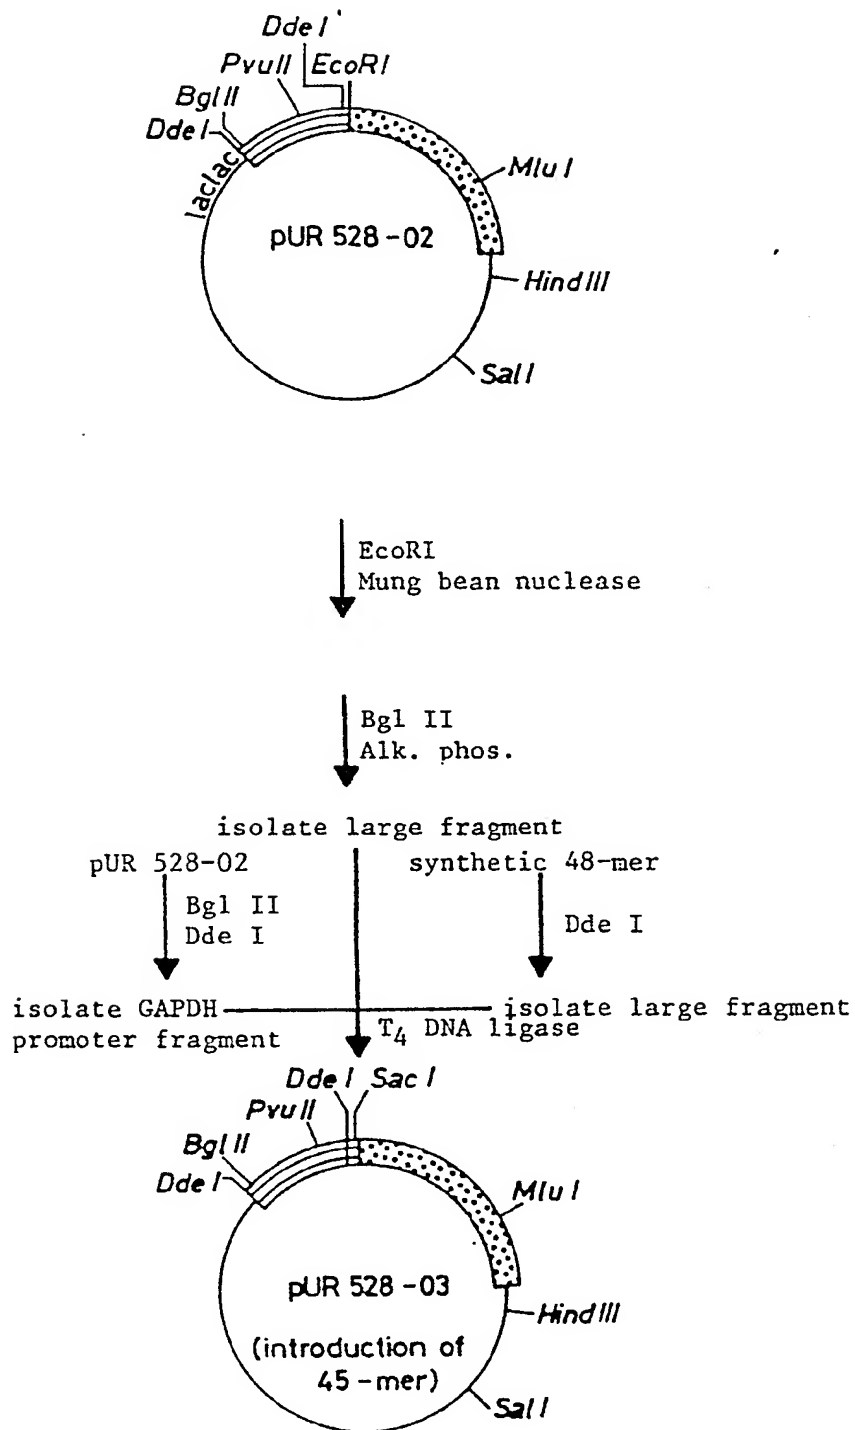 Dde I
Pvu II EcoRI
Bgl II
Dde I
laclac
Mlu I
pUR 528-02
Hind III
Sal I
EcoRI
Mung bean nuclease
Bgl II
Alk. phos.
isolate large fragment
pUR 528-02 synthetic 48-mer
Bgl II
Dde I
Dde I
isolate GAPDH isolate large fragment
promoter fragment
T4 DNA ligase
Dde I Sac I
Pvu II
Bgl II
Dde I
Mlu I
pUR 528-03
Hind III
(introduction of
45-mer)
Sal I